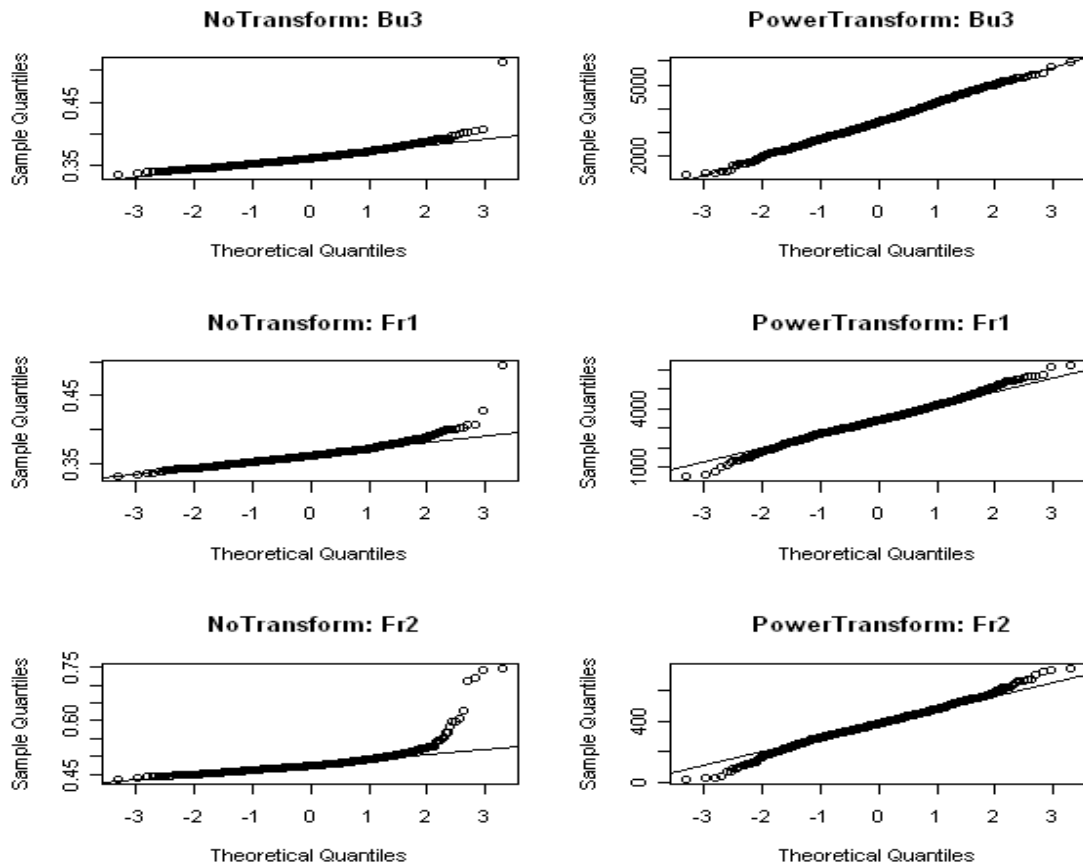 NoTransform: Bu3
Sample Quantiles
0.35 0.45
-3 -2 -1 0 1 2 3
Theoretical Quantiles
PowerTransform: Bu3
Sample Quantiles
2000 5000
-3 -2 -1 0 1 2 3
Theoretical Quantiles
NoTransform: Fr1
Sample Quantiles
0.35 0.45
-3 -2 -1 0 1 2 3
Theoretical Quantiles
PowerTransform: Fr1
Sample Quantiles
1000 4000
-3 -2 -1 0 1 2 3
Theoretical Quantiles
NoTransform: Fr2
Sample Quantiles
0.45 0.60 0.75
-3 -2 -1 0 1 2 3
Theoretical Quantiles
PowerTransform: Fr2
Sample Quantiles
0 400
-3 -2 -1 0 1 2 3
Theoretical Quantiles